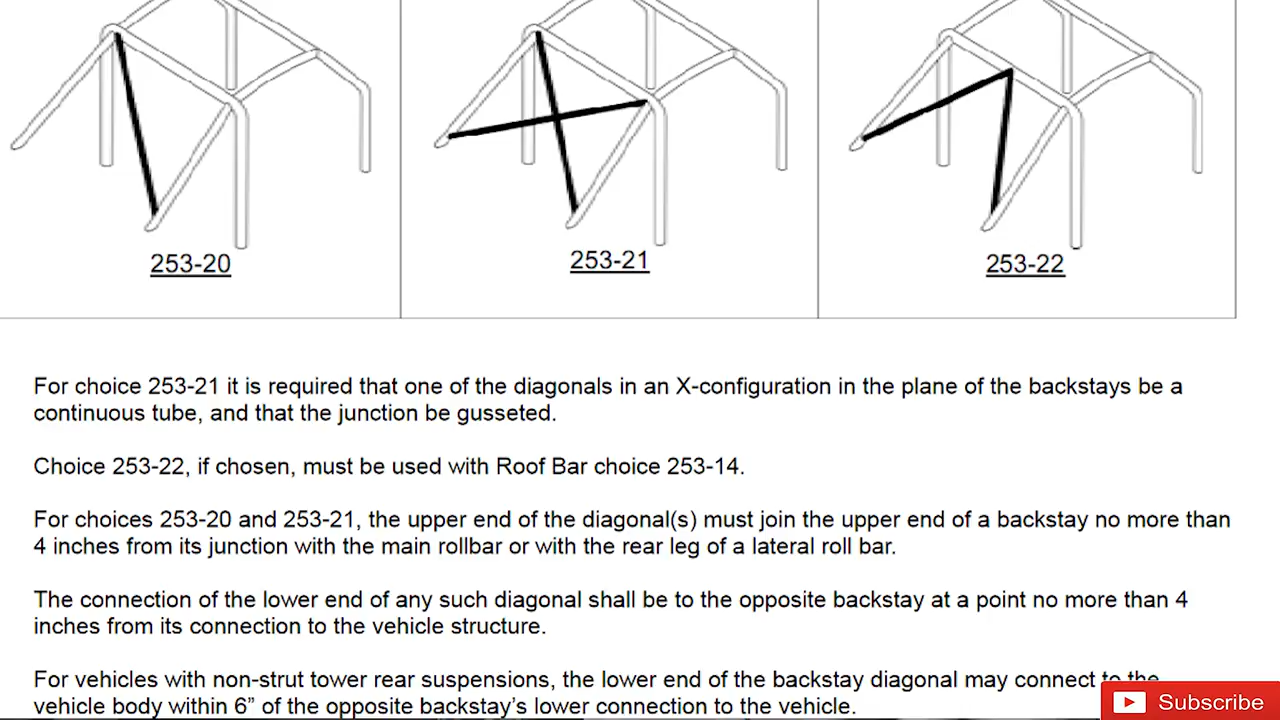 253-20
253-21
253-22
For choice 253-21 it is required that one of the diagonals in an X-configuration in the plane of the backstays be a
continuous tube, and that the junction be gusseted.
Choice 253-22, if chosen, must be used with Roof Bar choice 253-14.
For choices 253-20 and 253-21, the upper end of the diagonal(s) must join the upper end of a backstay no more than
4 inches from its junction with the main rollbar or with the rear leg of a lateral roll bar.
The connection of the lower end of any such diagonal shall be to the opposite backstay at a point no more than 4
inches from its connection to the vehicle structure.
For vehicles with non-strut tower rear suspensions, the lower end of the backstay diagonal may connect to the
vehicle body within 6” of the opposite backstay’s lower connection to the vehicle.
Subscribe